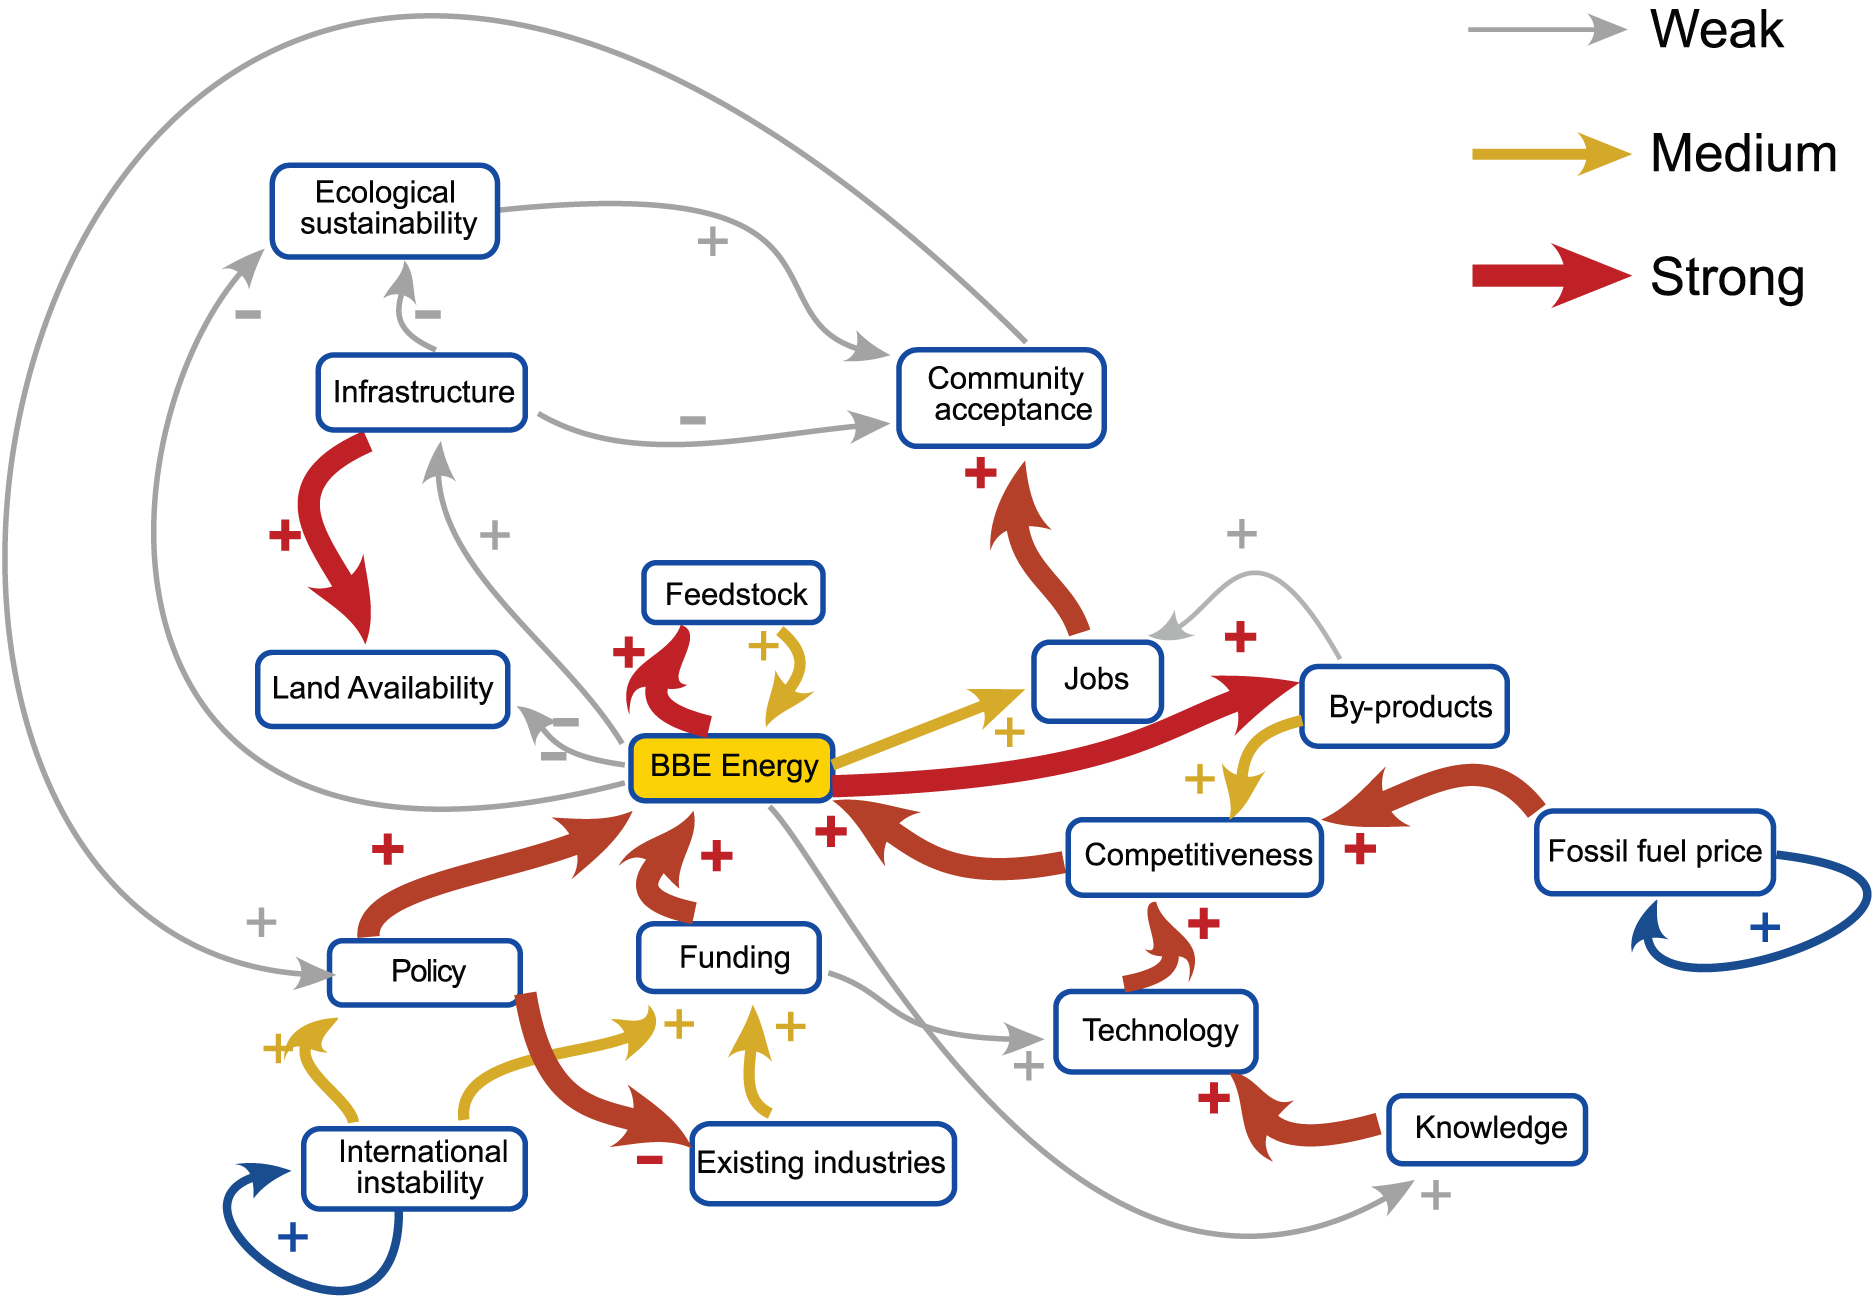 Weak
Medium
Strong
Ecological
sustainability
+
-
-
Infrastructure
Community
acceptance
-
+
+
+
+
Feedstock
+
+
+
Jobs
Land Availability
By-products
-
-
+
BBE Energy
+
+
+
+
+
Competitiveness
Fossil fuel price
+
+
+
Policy
Funding
+
+
+
Technology
+
+
+
Knowledge
International
instability
-
Existing industries
+
+